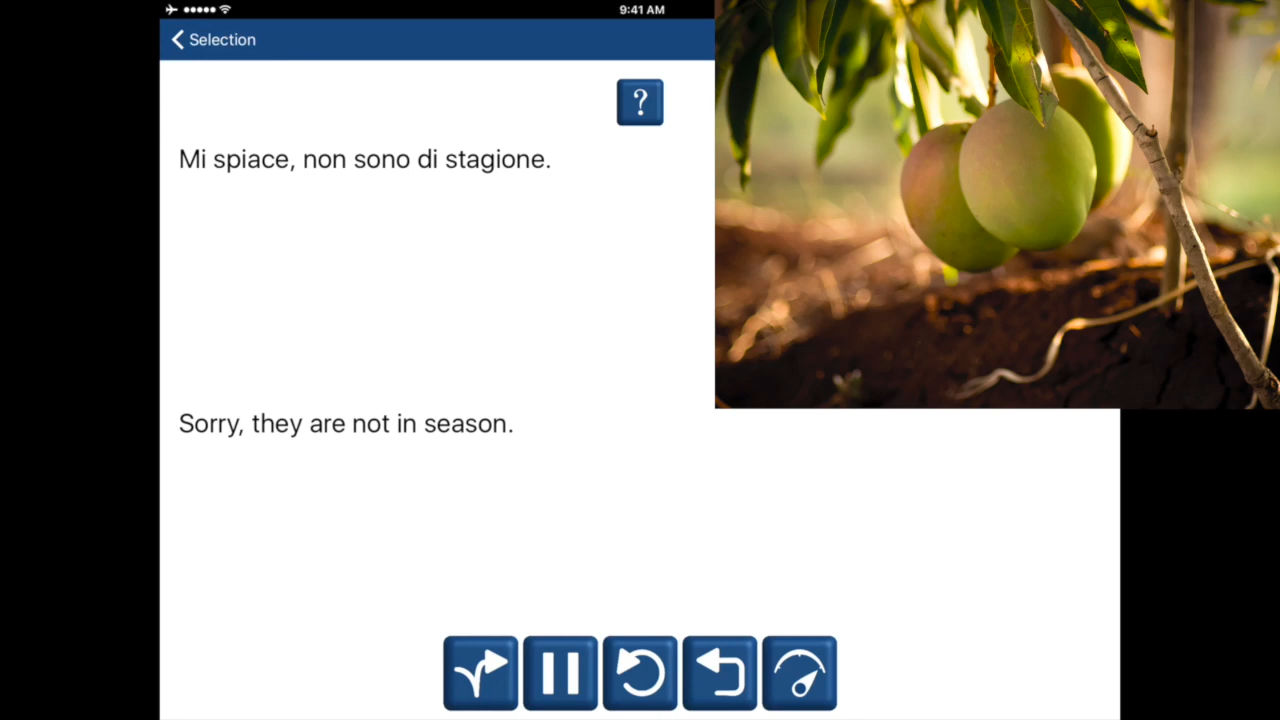 9:41 AM
Selection
?
Mi spiace, non sono di stagione.
Sorry, they are not in season.